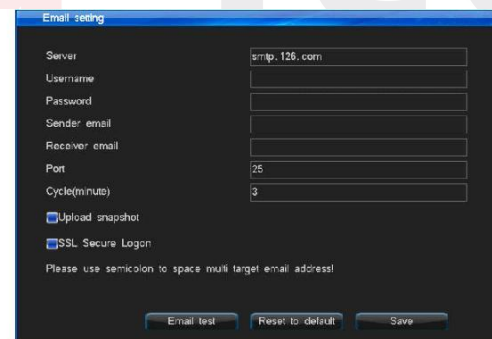 Email setting
Server smtp.126.com
Username
Password
Sender email
Receiver email
Port 25
Cycle(minute) 3
Upload snapshot
SSL Secure Logon
Please use semicolon to space multi target email address!
Email test Reset to default Save